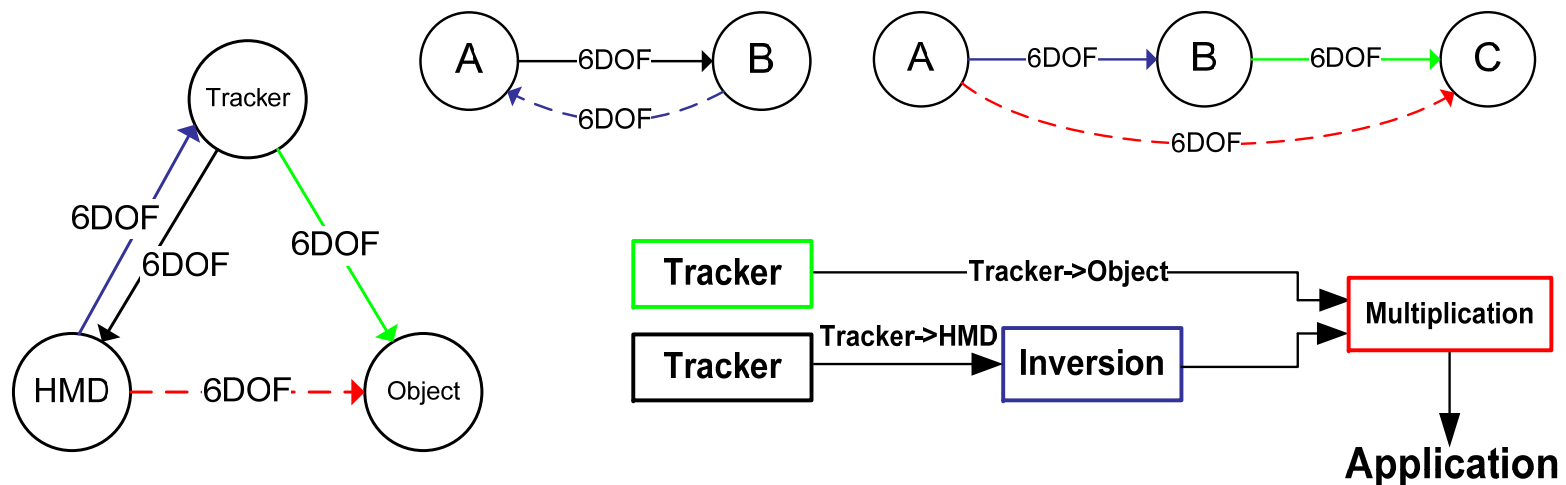 Tracker
6DOF
6DOF
6DOF
HMD
6DOF
Object
A
6DOF
B
6DOF
A
6DOF
B
6DOF
C
6DOF
Tracker
Tracker->Object
Multiplication
Tracker
Tracker->HMD
Inversion
Application